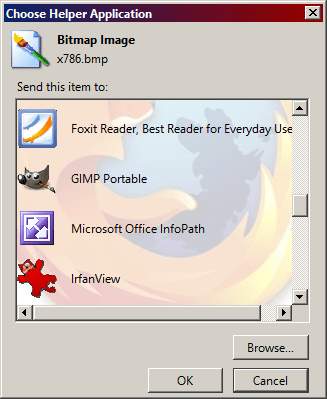 Choose Helper Application
Bitmap Image
x786.bmp
Send this item to:
Foxit Reader, Best Reader for Everyday Use
GIMP Portable
Microsoft Office InfoPath
IrfanView
Browse...
OK
Cancel